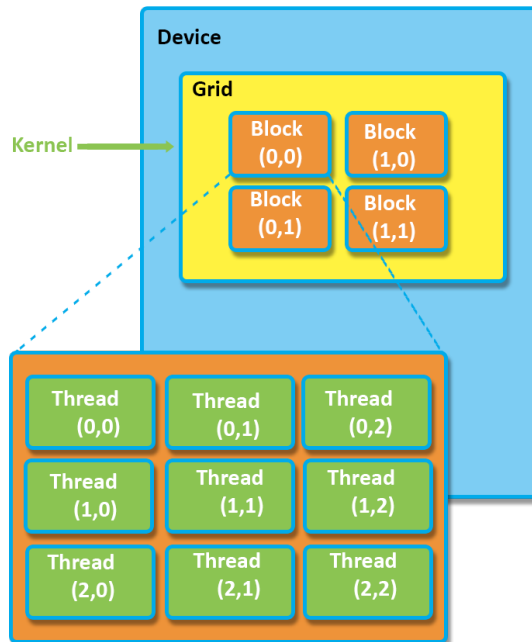 Device
Grid
Kernel
Block
(0,0)
Block
(1,0)
Block
(0,1)
Block
(1,1)
Thread
(0,0)
Thread
(0,1)
Thread
(0,2)
Thread
(1,0)
Thread
(1,1)
Thread
(1,2)
Thread
(2,0)
Thread
(2,1)
Thread
(2,2)